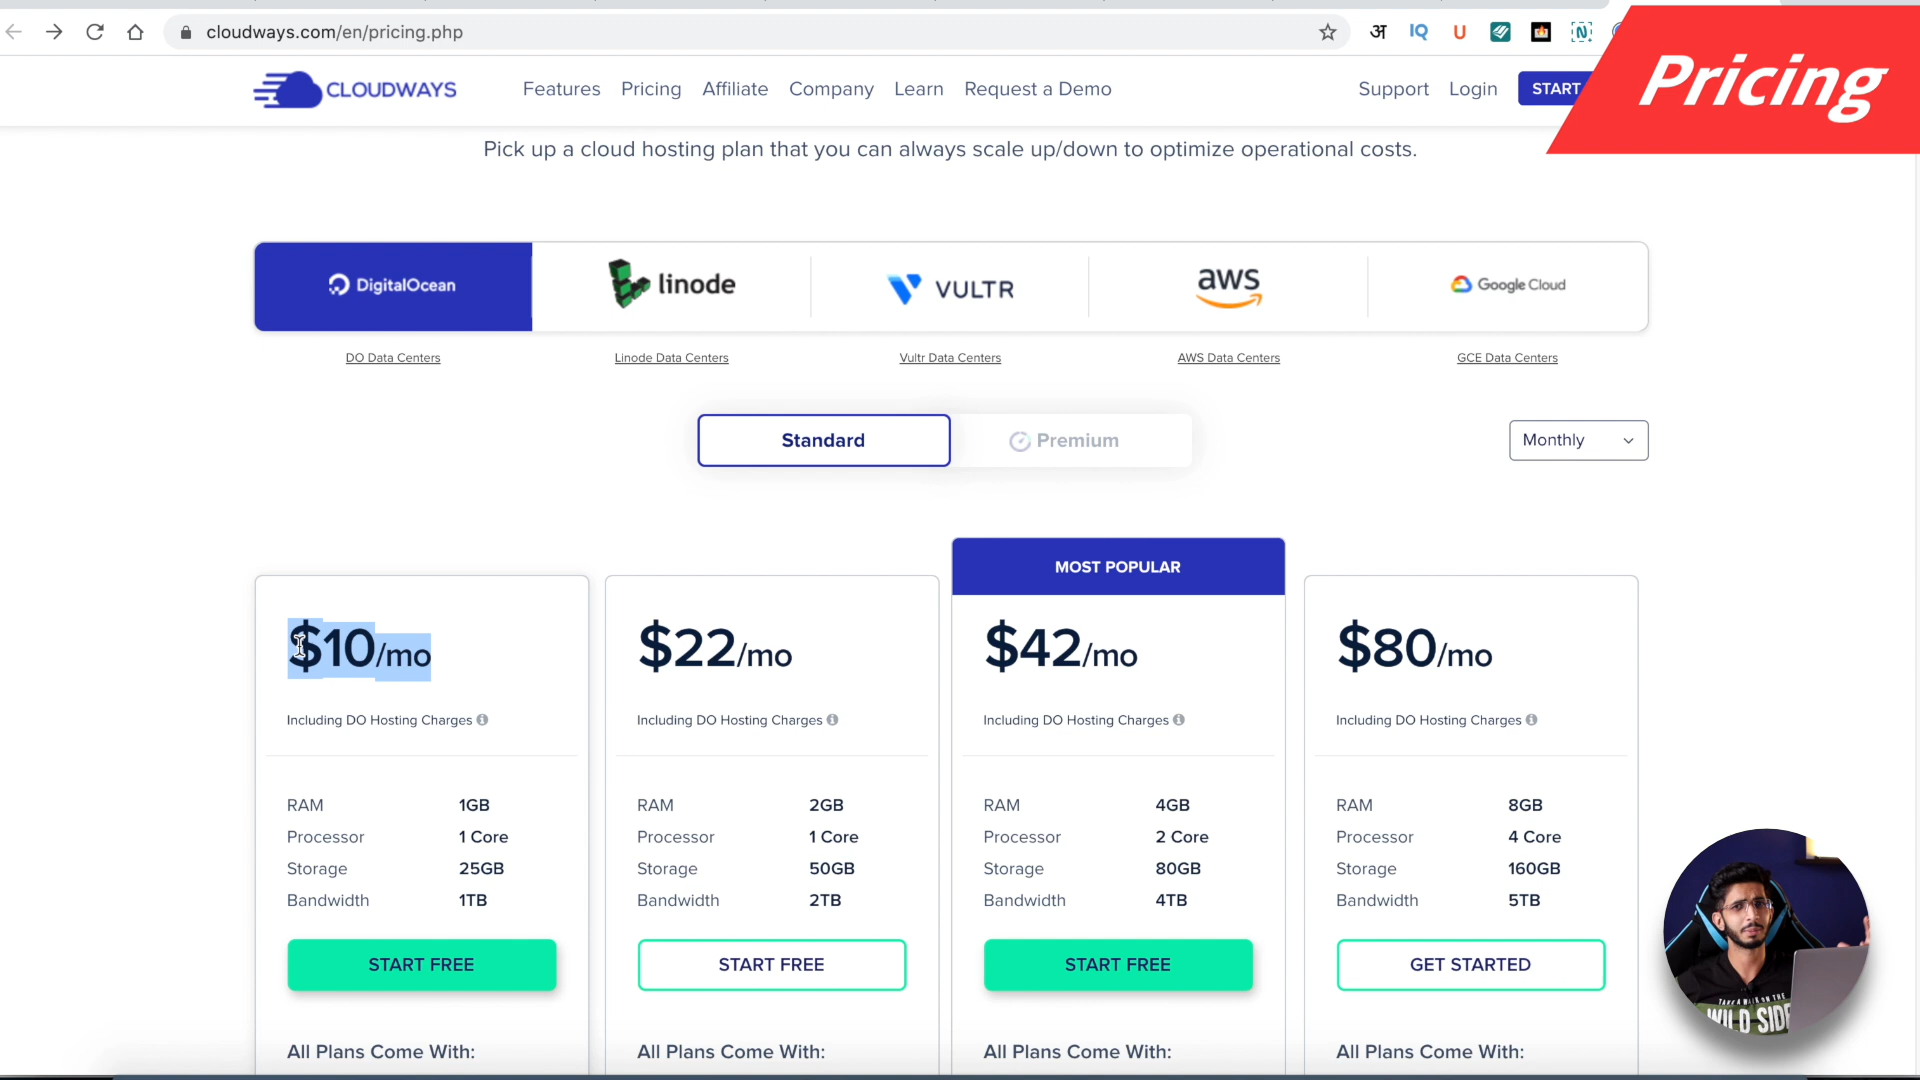 cloudways.com/en/pricing.php
अ IQ U N
Pricing
CLOUDWAYS Features Pricing Affiliate Company Learn Request a Demo Support Login START
Pick up a cloud hosting plan that you can always scale up/down to optimize operational costs.
DigitalOcean linode VULTR aws Google Cloud
DO Data Centers Linode Data Centers Vultr Data Centers AWS Data Centers GCE Data Centers
Standard Premium Monthly
MOST POPULAR
$10/mo $22/mo $42/mo $80/mo
Including DO Hosting Charges Including DO Hosting Charges Including DO Hosting Charges Including DO Hosting Charges
RAM 1GB RAM 2GB RAM 4GB RAM 8GB
Processor 1 Core Processor 1 Core Processor 2 Core Processor 4 Core
Storage 25GB Storage 50GB Storage 80GB Storage 160GB
Bandwidth 1TB Bandwidth 2TB Bandwidth 4TB Bandwidth 5TB
START FREE START FREE START FREE GET STARTED
All Plans Come With: All Plans Come With: All Plans Come With: All Plans Come With:
TAKE A WALK ON THE
WILD SIDE